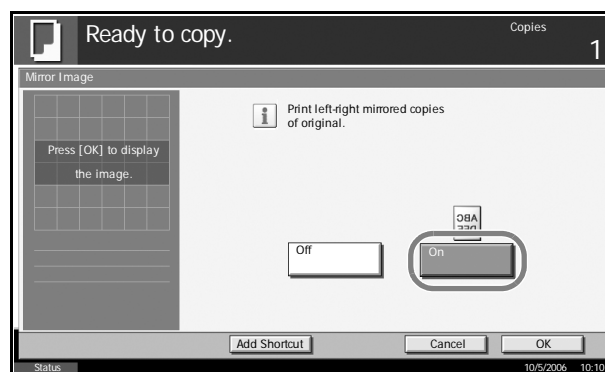 Ready to copy.
Copies
1
Mirror Image
Print left-right mirrored copies
of original.
Press [OK] to display
the image.
ABC
Off
On
Add Shortcut
Cancel
OK
Status
10/5/2006 10:10